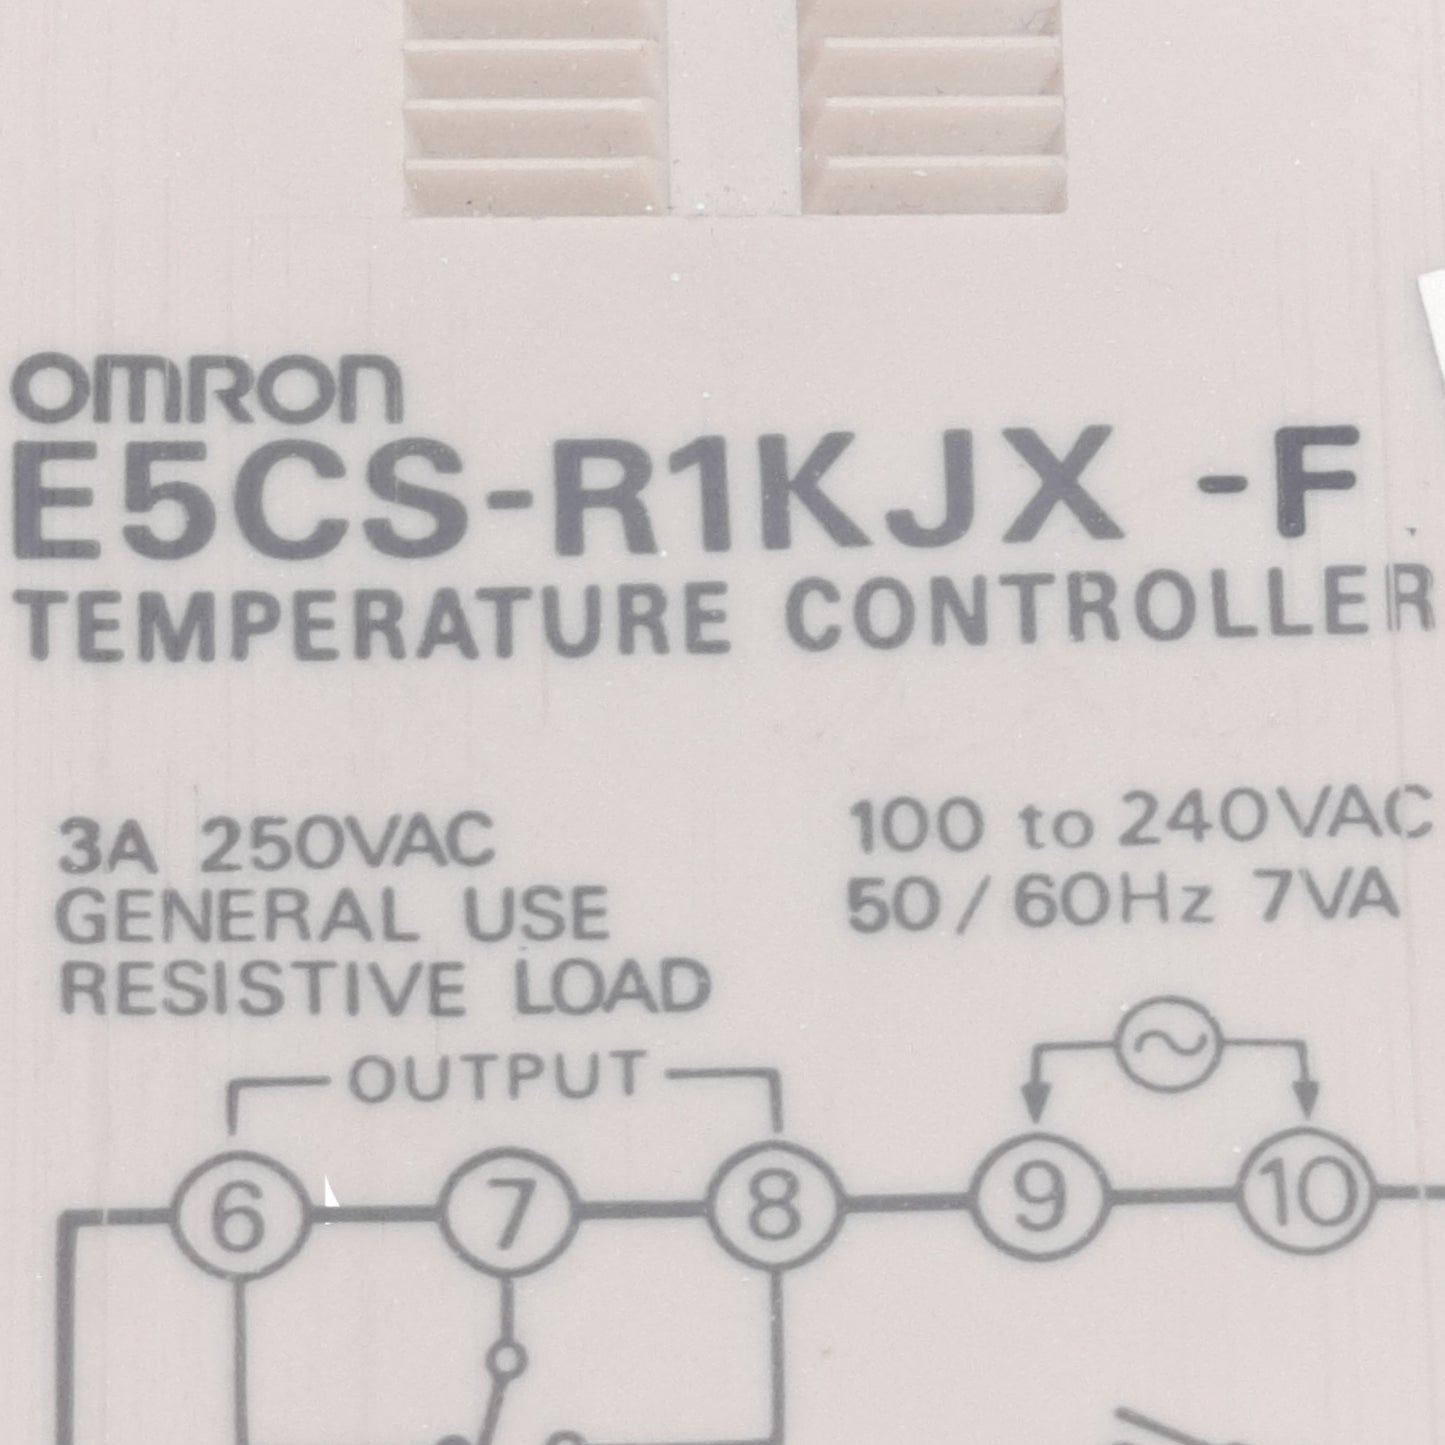 OMRON
E5CS-R1KJX -F
TEMPERATURE CONTROLLER
3A 250VAC
GENERAL USE
RESISTIVE LOAD
100 to 240VAC
50/60Hz 7VA
OUTPUT
6 7 8 9 10